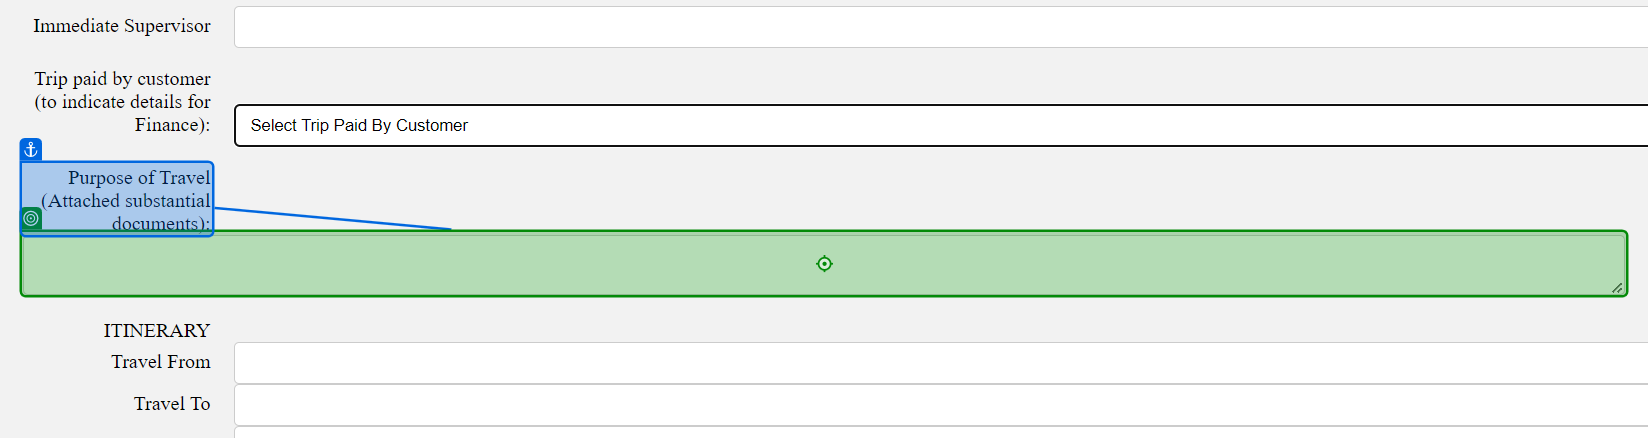 Immediate Supervisor
Trip paid by customer
(to indicate details for
Finance):
Select Trip Paid By Customer
Purpose of Travel
(Attached substantial
documents):
ITINERARY
Travel From
Travel To